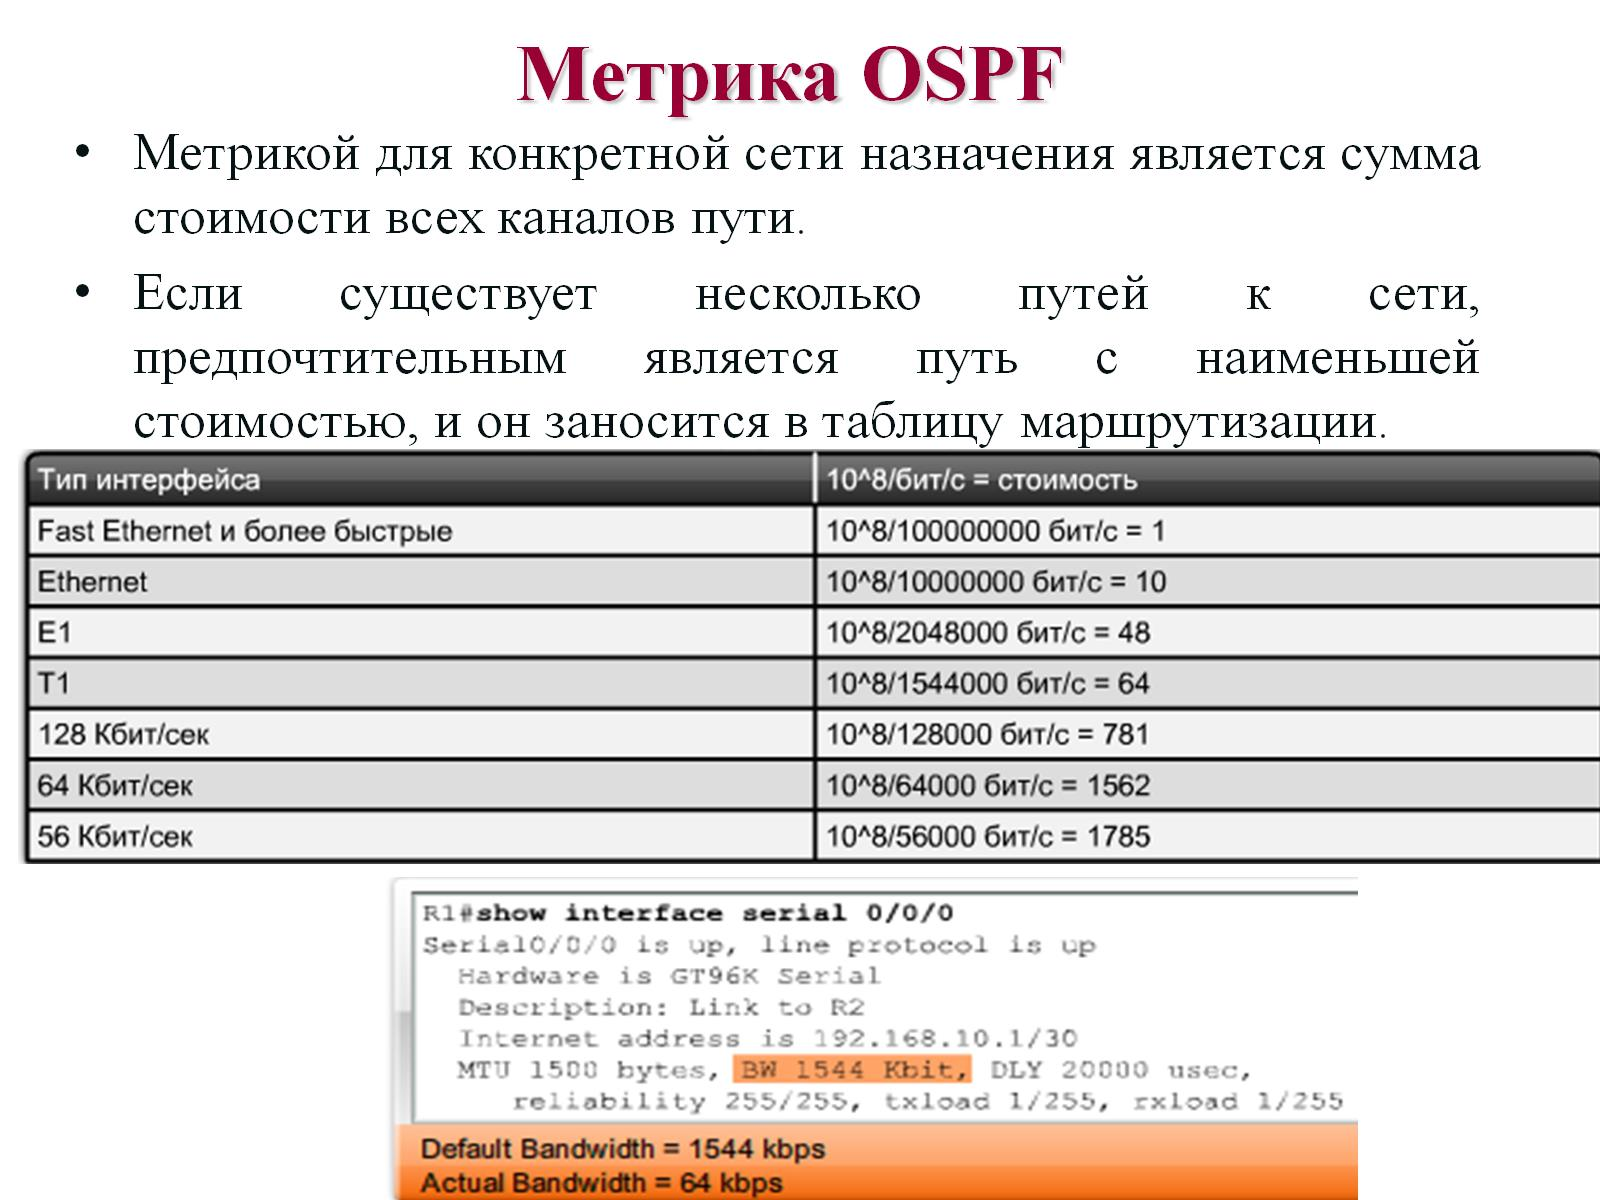 Метрика OSPF
• Метрикой для конкретной сети назначения является сумма
стоимости всех каналов пути.
• Если существует несколько путей к сети,
предпочтительным является путь с наименьшей
стоимостью, и он заносится в таблицу маршрутизации.
Тип интерфейса 10^8/бит/с = стоимость
Fast Ethernet и более быстрые 10^8/100000000 бит/с = 1
Ethernet 10^8/10000000 бит/с = 10
E1 10^8/2048000 бит/с = 48
T1 10^8/1544000 бит/с = 64
128 Кбит/сек 10^8/128000 бит/с = 781
64 Кбит/сек 10^8/64000 бит/с = 1562
56 Кбит/сек 10^8/56000 бит/с = 1785
R1#show interface serial 0/0/0
Serial0/0/0 is up, line protocol is up
Hardware is GT96K Serial
Description: Link to R2
Internet address is 192.168.10.1/30
MTU 1500 bytes, BW 1544 Kbit, DLY 20000 usec,
reliability 255/255, txload 1/255, rxload 1/255
Default Bandwidth = 1544 kbps
Actual Bandwidth = 64 kbps